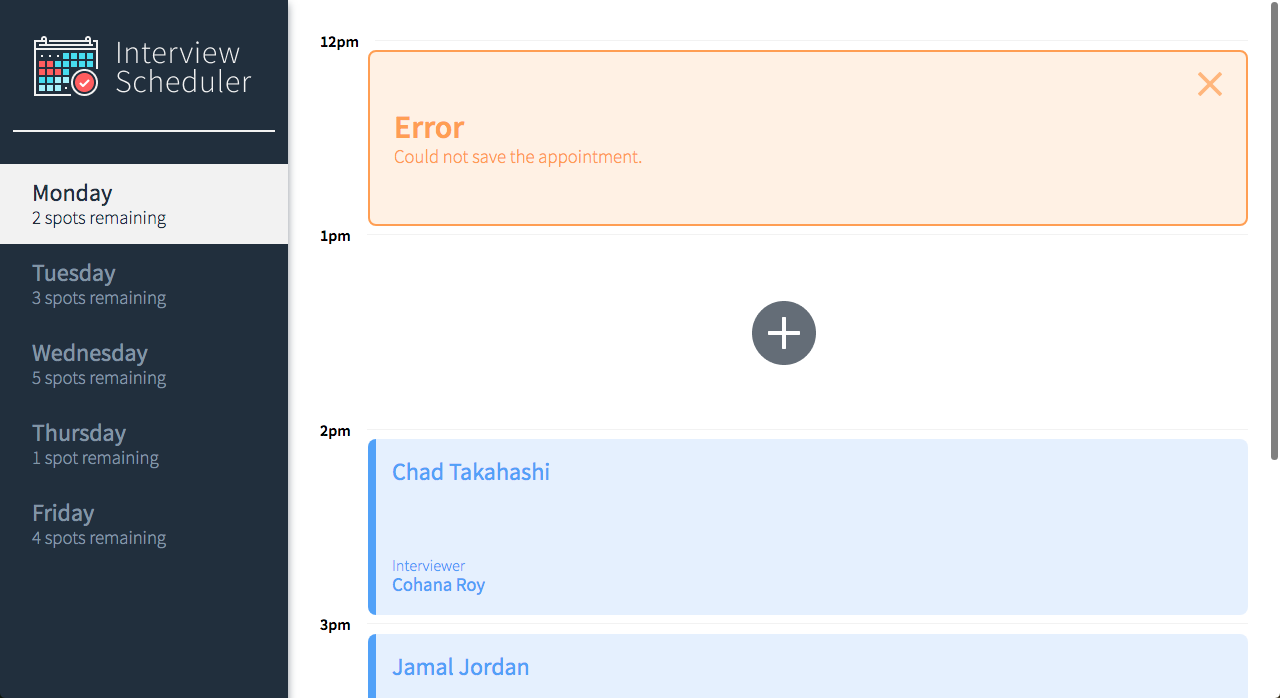 Interview
Scheduler
Monday
2 spots remaining
Tuesday
3 spots remaining
Wednesday
5 spots remaining
Thursday
1 spot remaining
Friday
4 spots remaining
12pm
Error
Could not save the appointment.
1pm
2pm
Chad Takahashi
Interviewer
Cohana Roy
3pm
Jamal Jordan